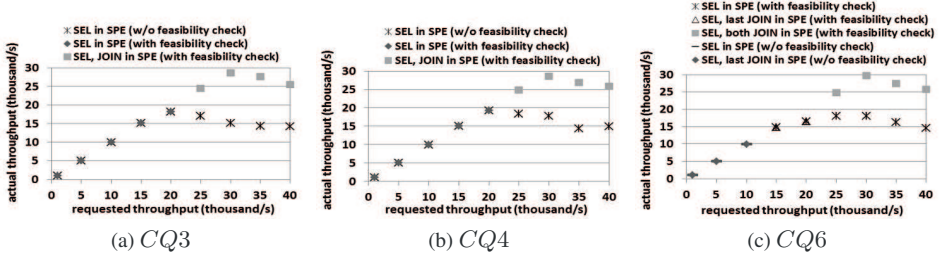 SEL in SPE (w/o feasibility check)
SEL in SPE (with feasibility check)
SEL, JOIN in SPE (with feasibility check)
actual throughput (thousand/s)
30
25
20
15
10
5
0
0 5 10 15 20 25 30 35 40
requested throughput (thousand/s)
(a) CQ3
SEL in SPE (w/o feasibility check)
SEL in SPE (with feasibility check)
SEL, JOIN in SPE (with feasibility check)
actual throughput (thousand/s)
30
25
20
15
10
5
0
0 5 10 15 20 25 30 35 40
requested throughput (thousand/s)
(b) CQ4
SEL in SPE (with feasibility check)
SEL, last JOIN in SPE (with feasibility check)
SEL, both JOIN in SPE (with feasibility check)
SEL in SPE (w/o feasibility check)
SEL, last JOIN in SPE (w/o feasibility check)
actual throughput (thousand/s)
30
25
20
15
10
5
0
0 5 10 15 20 25 30 35 40
requested throughput (thousand/s)
(c) CQ6